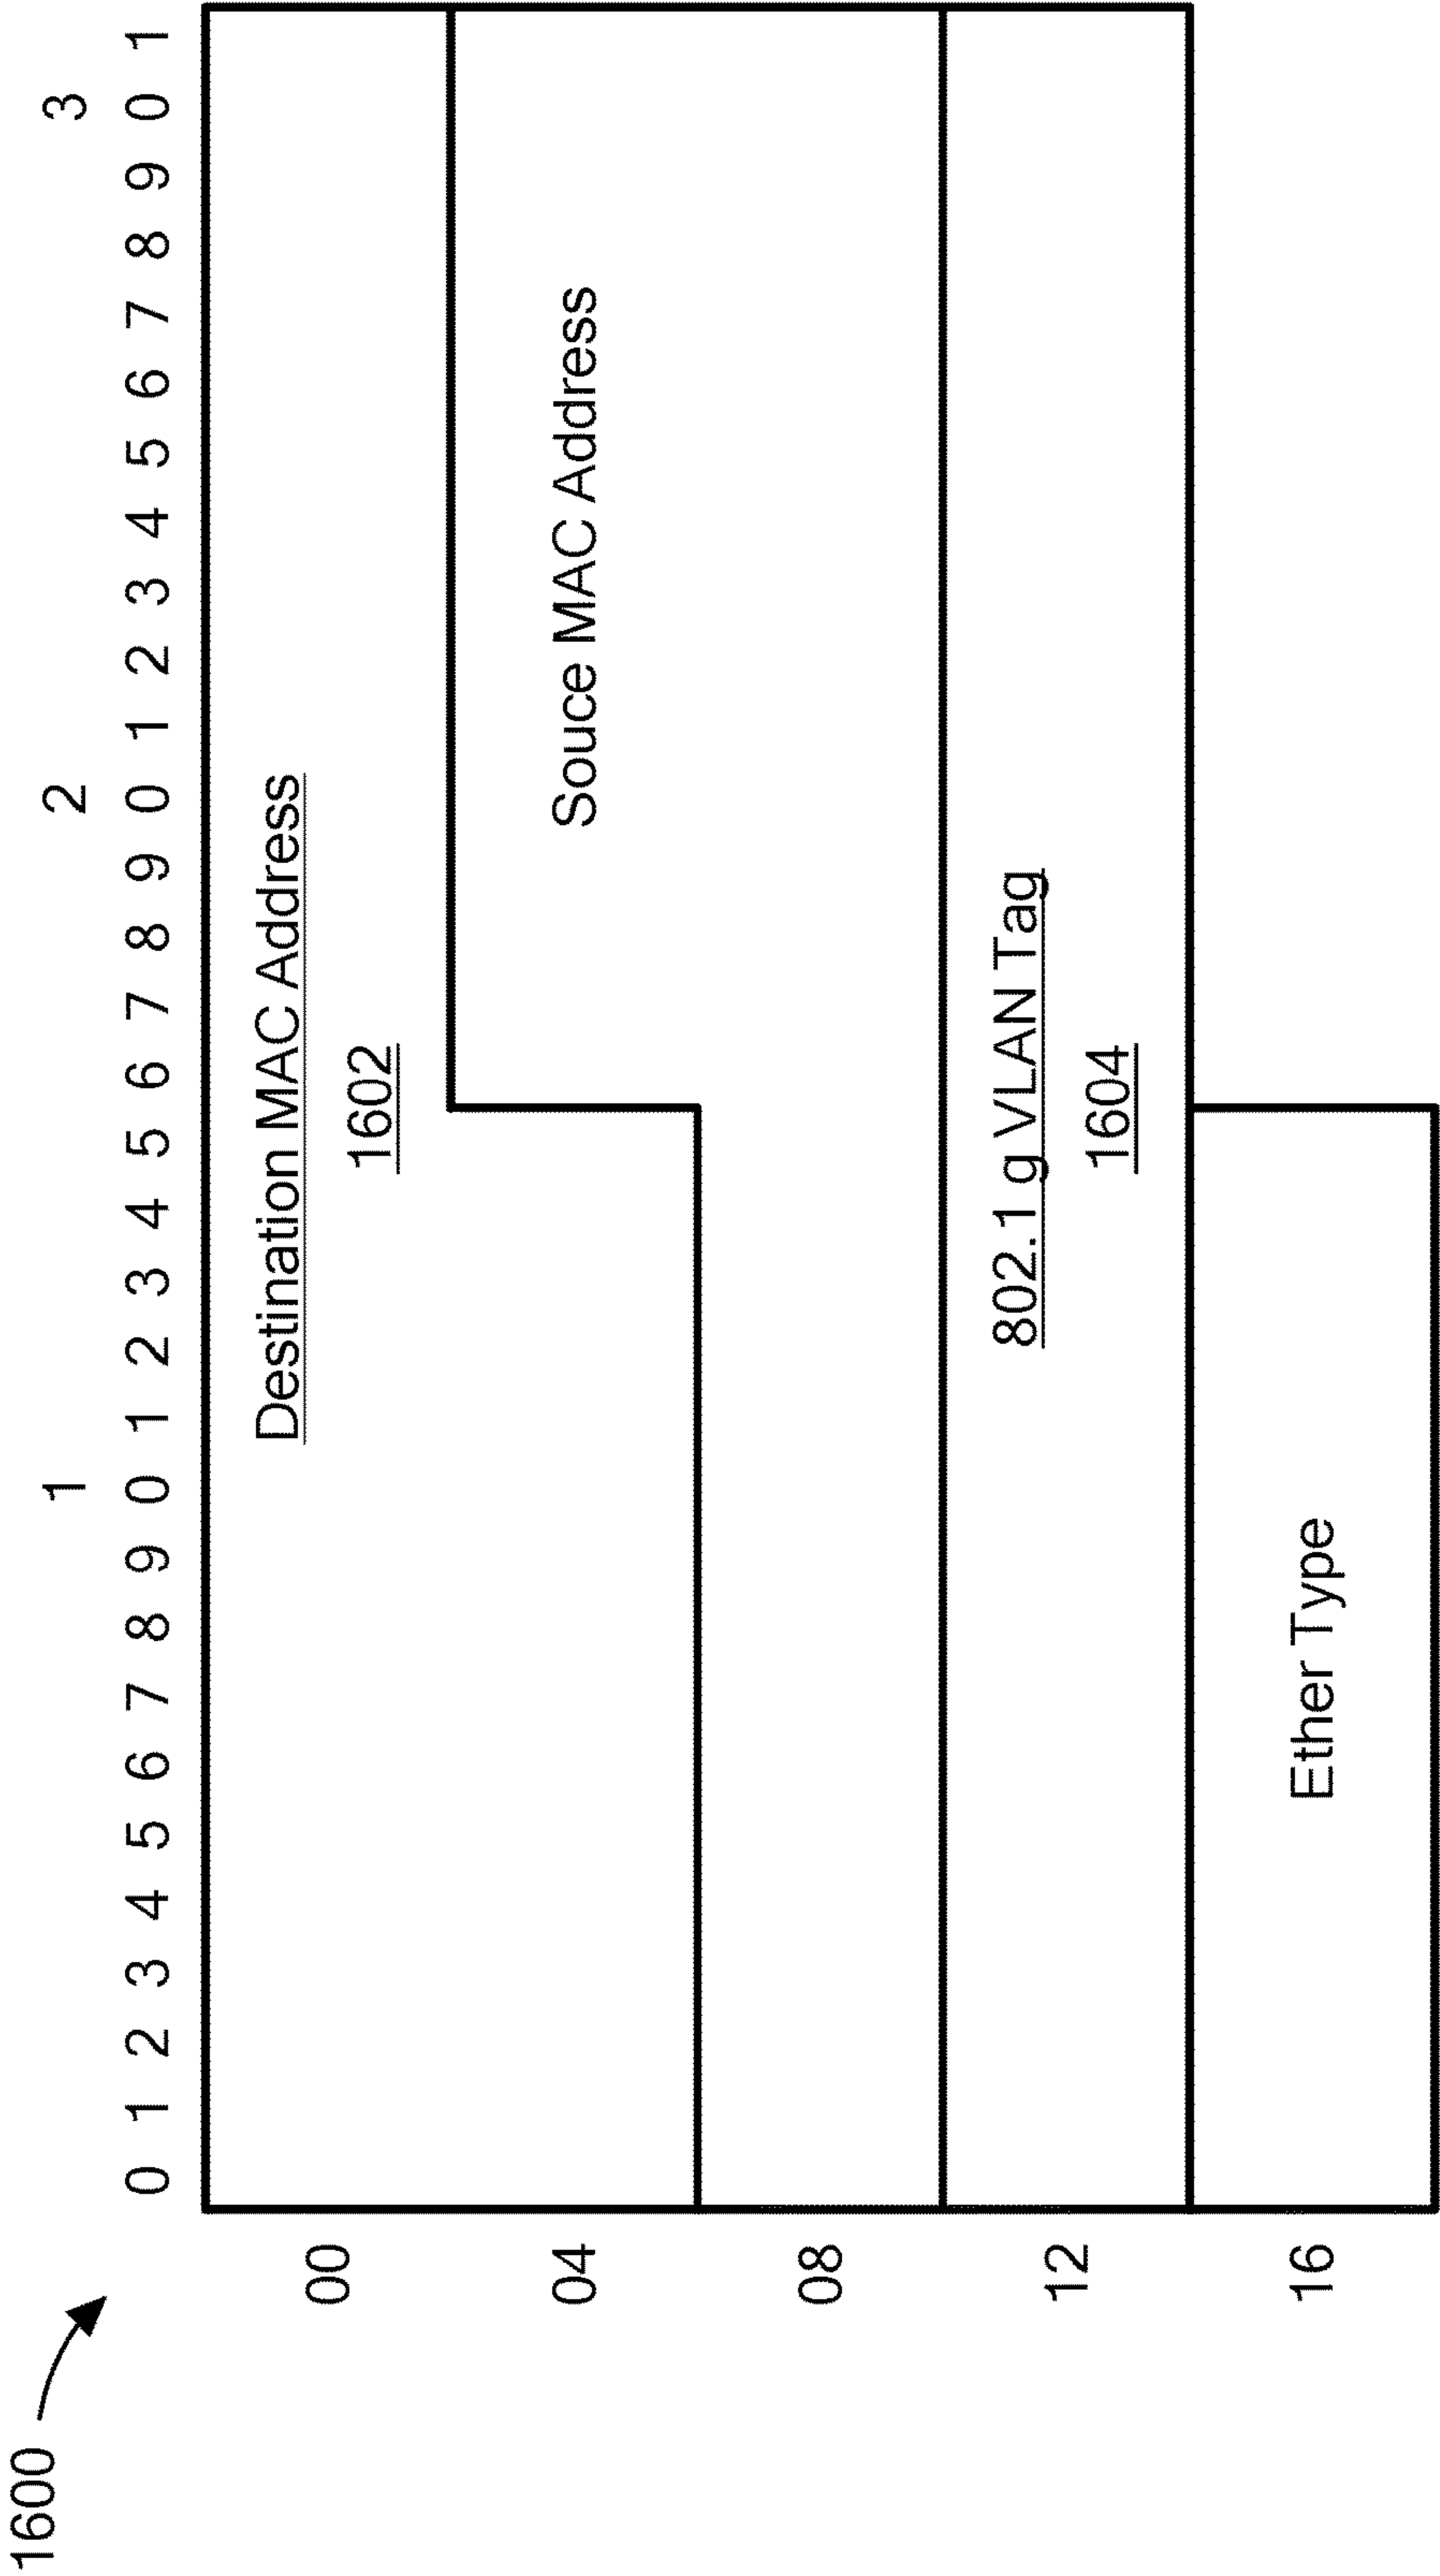 1600
1 2 3
0 1 2 3 4 5 6 7 8 9 0 1 2 3 4 5 6 7 8 9 0 1 2 3 4 5 6 7 8 9 0 1
00
Destination MAC Address
1602
04
Souce MAC Address
08
12
802.1 g VLAN Tag
1604
16
Ether Type